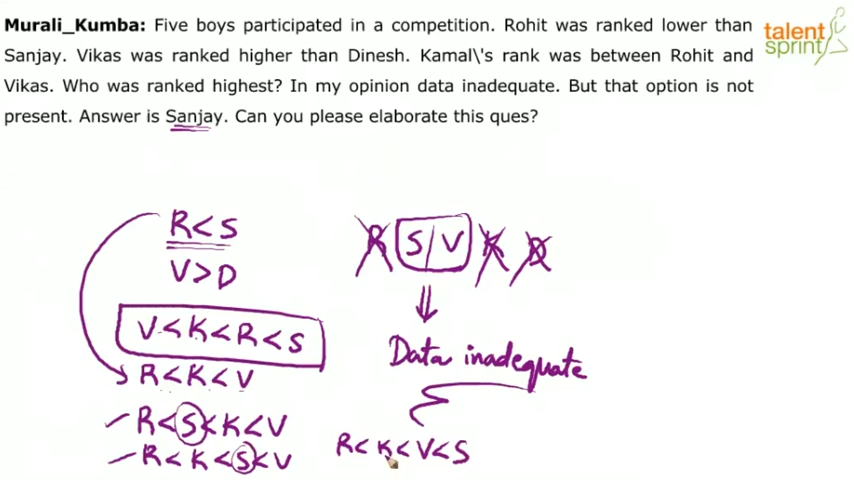 Murali_Kumba: Five boys participated in a competition. Rohit was ranked lower than
Sanjay. Vikas was ranked higher than Dinesh. Kamal\'s rank was between Rohit and
Vikas. Who was ranked highest? In my opinion data inadequate. But that option is not
present. Answer is Sanjay. Can you please elaborate this ques?
talent
sprint
R<S
V>D
V<K<R<S
R<K<V
R<S<K<V
R<K<S<V
R S/V K D
Data inadequate
R<K<V<S